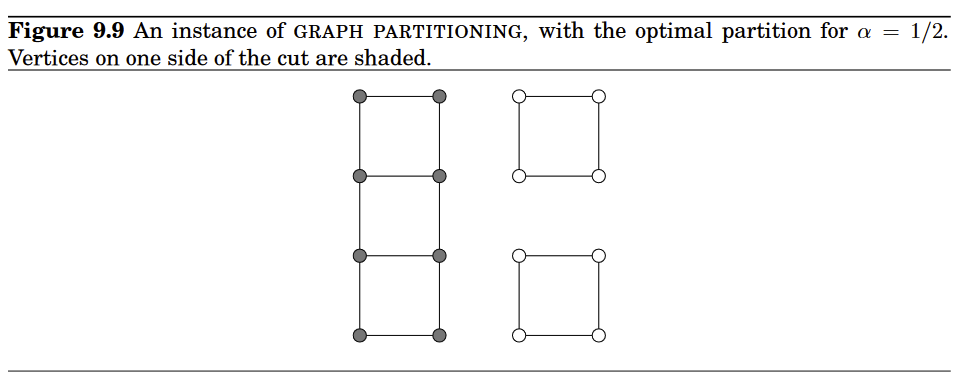 Figure 9.9 An instance of GRAPH PARTITIONING, with the optimal partition for α = 1/2.
Vertices on one side of the cut are shaded.